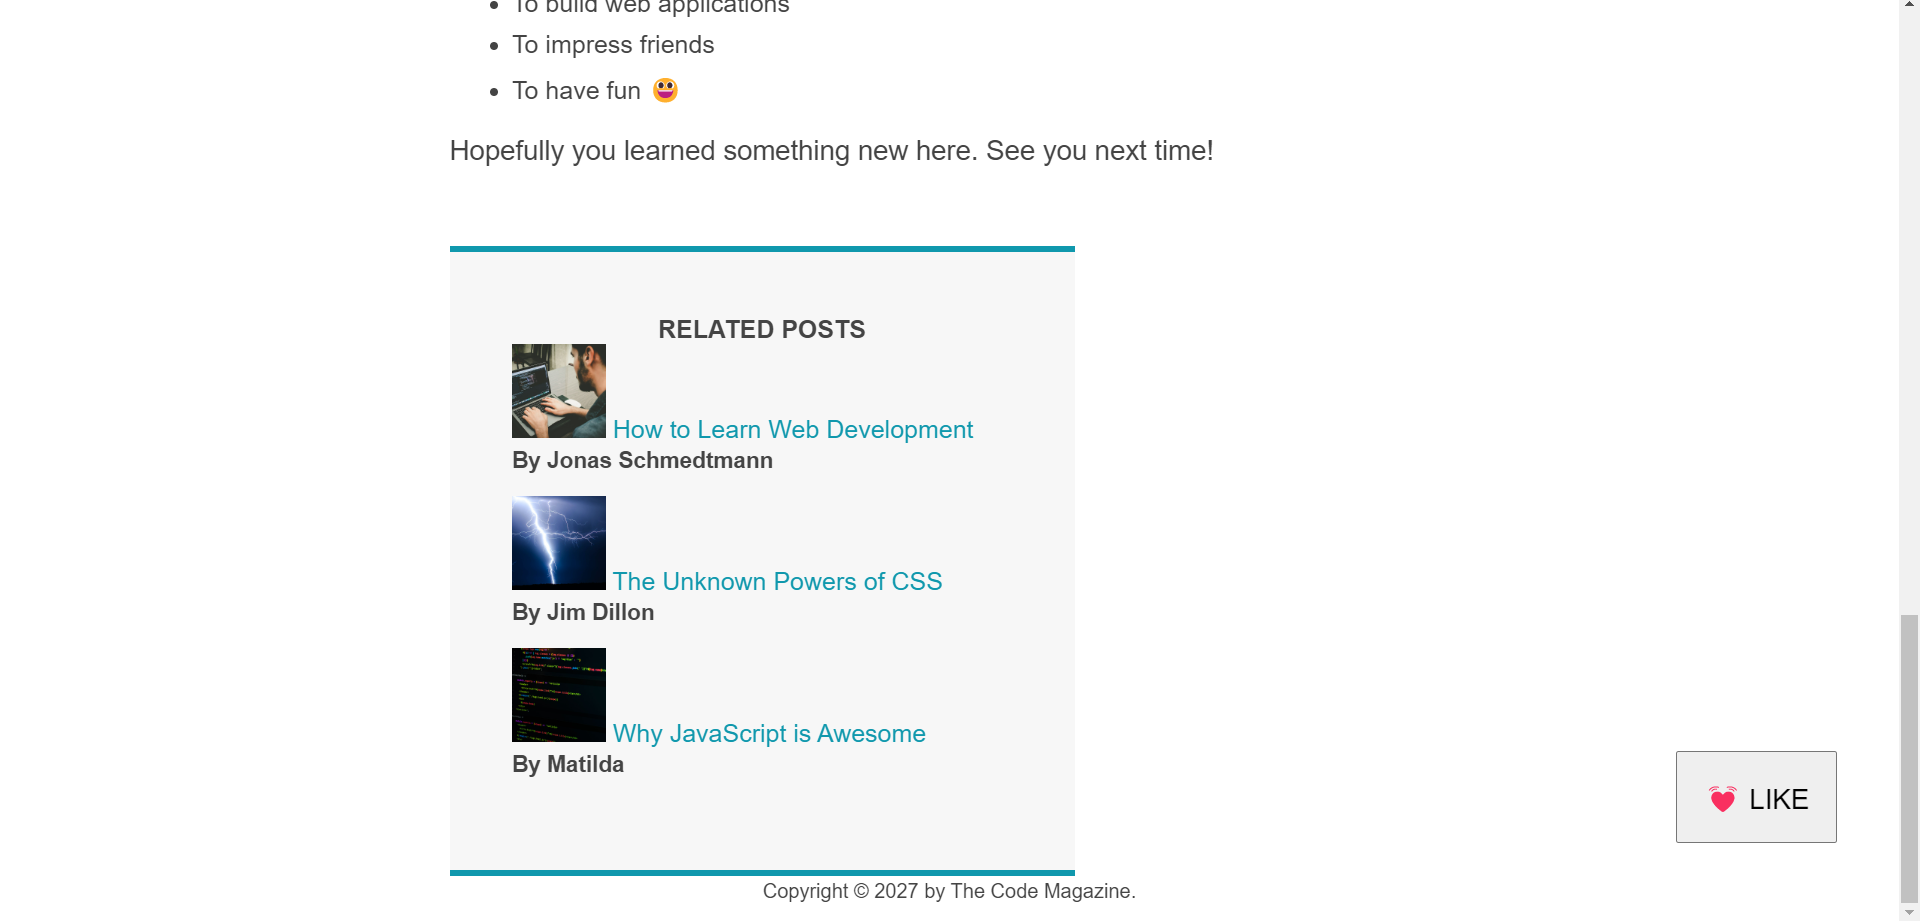 To build web applications
To impress friends
To have fun 😃
Hopefully you learned something new here. See you next time!
RELATED POSTS
How to Learn Web Development
By Jonas Schmedtmann
The Unknown Powers of CSS
By Jim Dillon
Why JavaScript is Awesome
By Matilda
💓 LIKE
Copyright © 2027 by The Code Magazine.